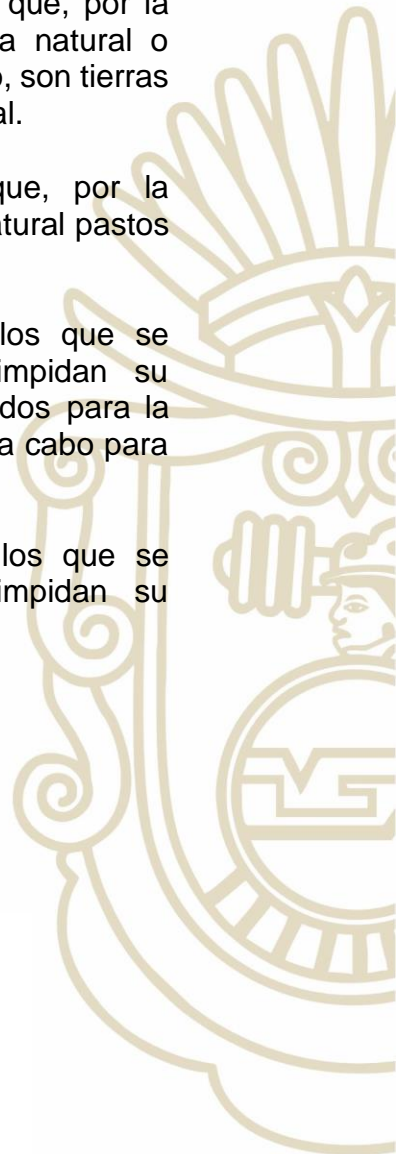 que, por la
a natural o
o, son tierras
al.
que, por la
atural pastos
los que se
impidan su
dos para la
a cabo para
los que se
impidan su